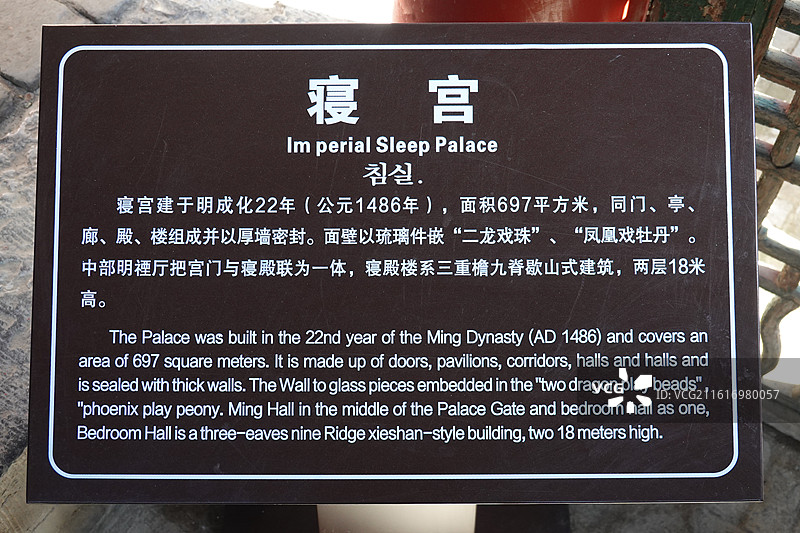 寝宫
Im perial Sleep Palace
침실.
寝宫建于明成化22年（公元1486年），面积697平方米，同门、亭、
廊、殿、楼组成并以厚墙密封。面壁以琉璃件嵌“二龙戏珠”、“凤凰戏牡丹”。
中部明禋厅把宫门与寝殿联为一体，寝殿楼系三重檐九脊歇山式建筑，两层18米
高。
The Palace was built in the 22nd year of the Ming Dynasty (AD 1486) and covers an
area of 697 square meters. It is made up of doors, pavilions, corridors, halls and halls and
is sealed with thick walls. The Wall to glass pieces embedded in the "two dragon play beads",
"phoenix play peony. Ming Hall in the middle of the Palace Gate and bedroom hall as one,
Bedroom Hall is a three-eaves nine Ridge xieshan-style building, two 18 meters high.
VCG
ID:VCG211616980057